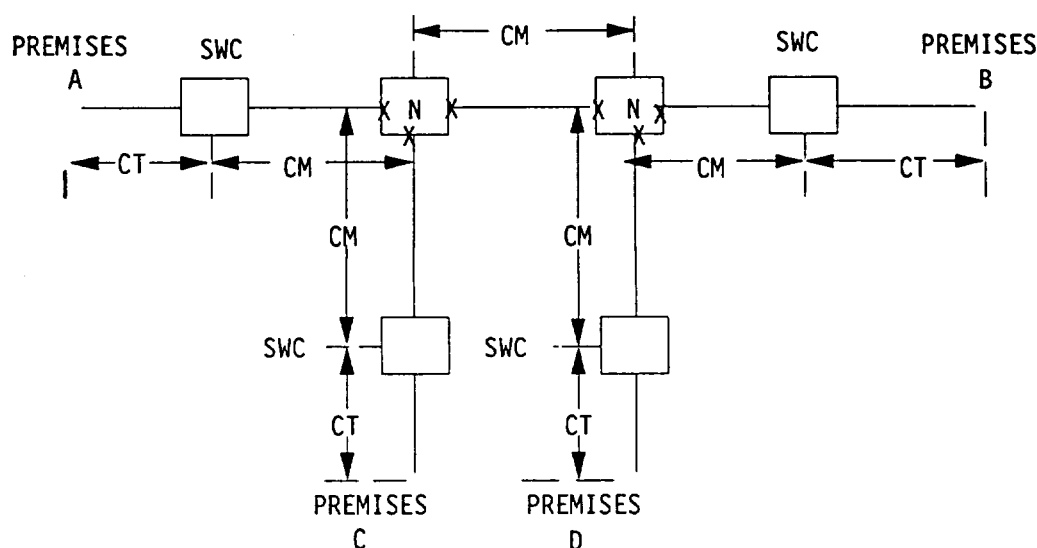 CM
PREMISES
A
SWC
SWC
PREMISES
B
X N X
X
X N X
X
CT
CM
CM
CT
CM
CM
SWC
SWC
CT
CT
PREMISES
C
PREMISES
D